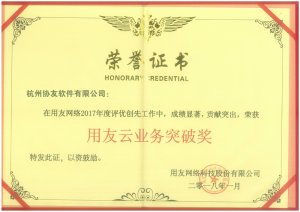 荣誉证书
HONORARY CREDENTIAL
杭州协友软件有限公司：
在用友网络2017年度评优创先工作中，成绩显著，贡献突出，荣获
用友云业务突破奖
特发此证，以资鼓励。
用友网络科技股份有限公司
二零一八年一月